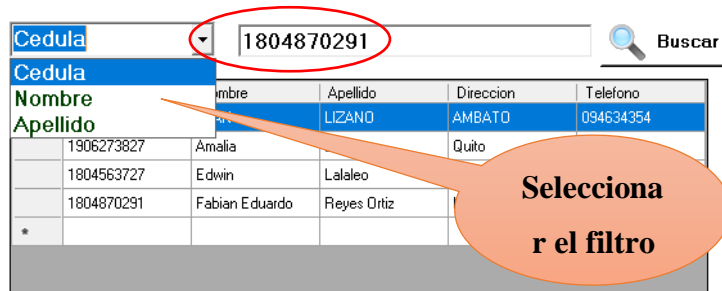 Cedula 1804870291 Buscar
Cedula
Nombre
Apellido
Apellido Direccion Telefono
LIZANO AMBATO 094634354
1906273827 Amalia Quito
1804563727 Edwin Lalaleo
1804870291 Fabian Eduardo Reyes Ortiz
*
Selecciona
r el filtro